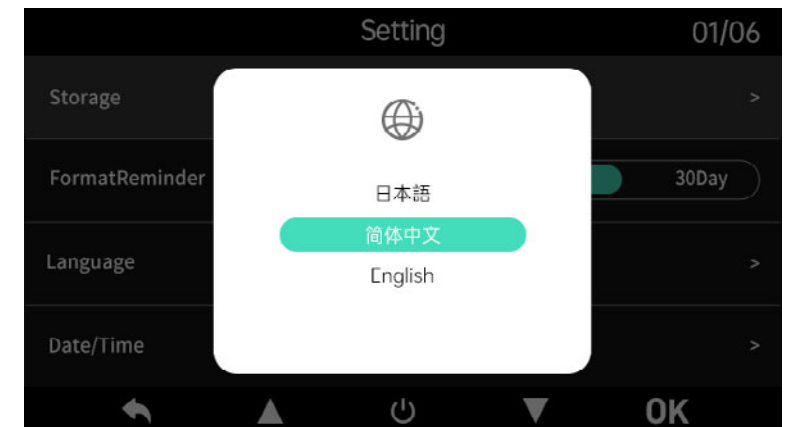 Setting 01/06
Storage >
FormatReminder 30Day
日本語
简体中文
Language >
English
Date/Time >
OK